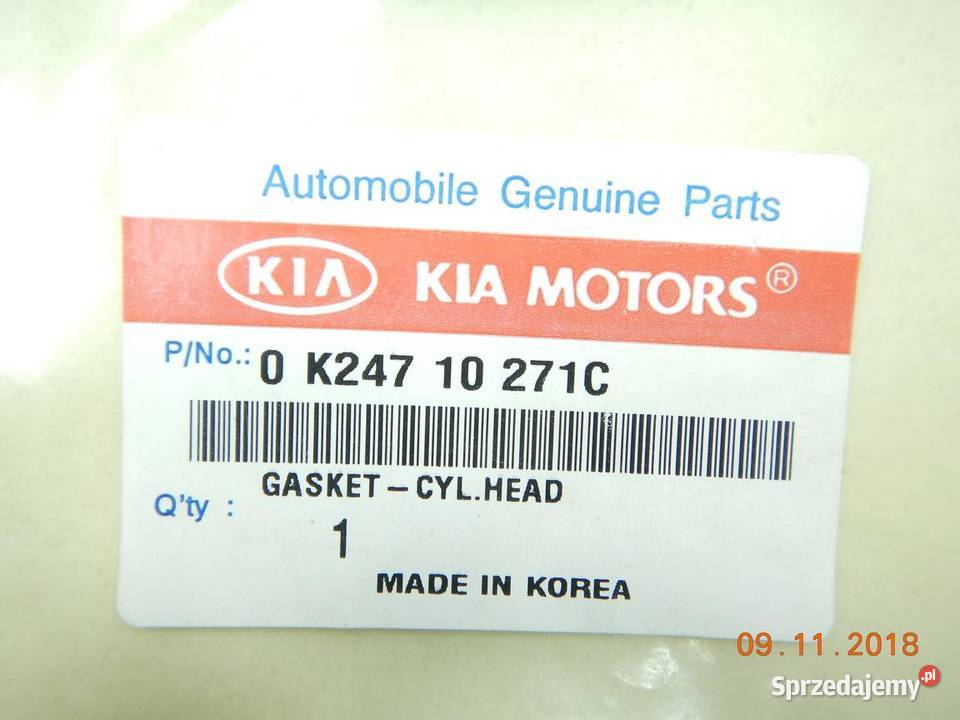 Automobile Genuine Parts
KIA KIA MOTORS®
P/No.: 0 K247 10 271C
GASKET-CYL.HEAD
Q'ty : 1
MADE IN KOREA
09.11.2018
Sprzedajemy.pl